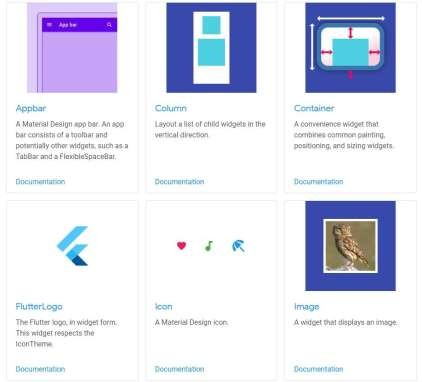 App bar
Appbar
A Material Design app bar. An app
bar consists of a toolbar and
potentially other widgets, such as a
TabBar and a FlexibleSpaceBar.
Documentation
Column
Layout a list of child widgets in the
vertical direction.
Documentation
Container
A convenience widget that
combines common painting,
positioning, and sizing widgets.
Documentation
FlutterLogo
The Flutter logo, in widget form.
This widget respects the
IconTheme.
Documentation
Icon
A Material Design icon.
Documentation
Image
A widget that displays an image.
Documentation